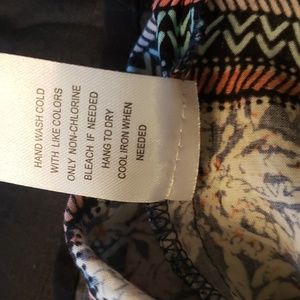 HAND WASH COLD
WITH LIKE COLORS
ONLY NON-CHLORINE
BLEACH IF NEEDED
HANG TO DRY
COOL IRON WHEN
NEEDED